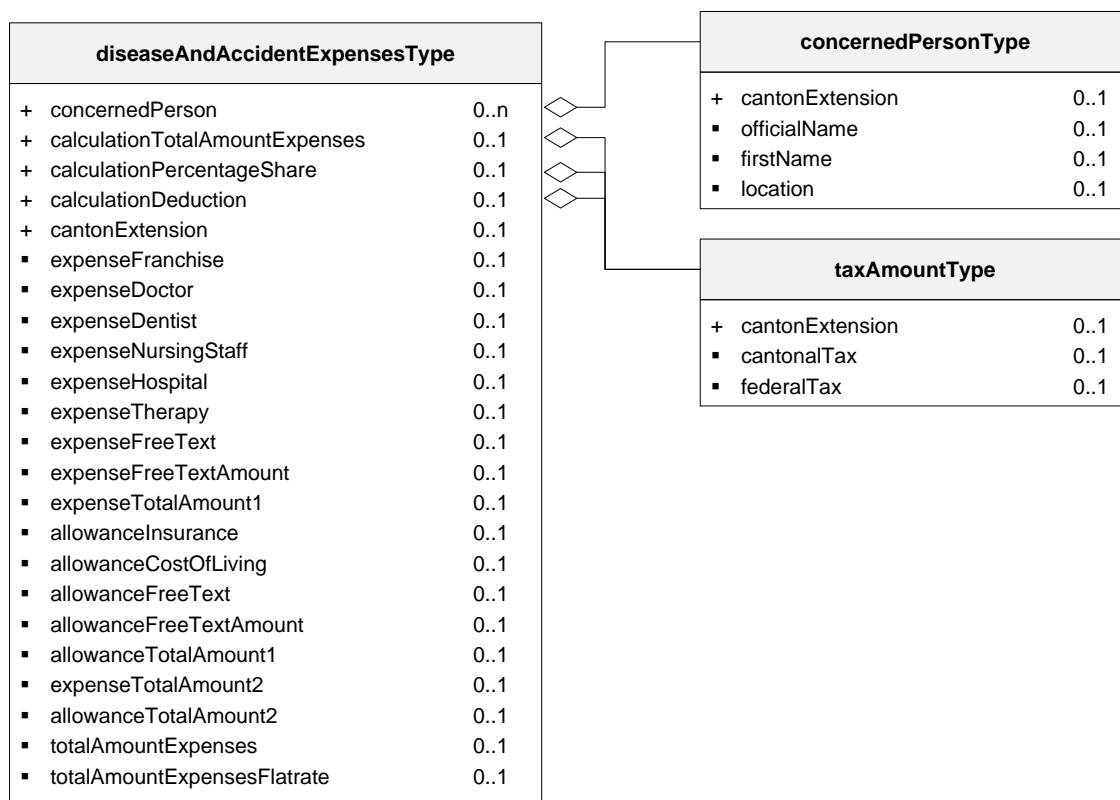 diseaseAndAccidentExpensesType
+ concernedPerson 0..n
+ calculationTotalAmountExpenses 0..1
+ calculationPercentageShare 0..1
+ calculationDeduction 0..1
+ cantonExtension 0..1
▪ expenseFranchise 0..1
▪ expenseDoctor 0..1
▪ expenseDentist 0..1
▪ expenseNursingStaff 0..1
▪ expenseHospital 0..1
▪ expenseTherapy 0..1
▪ expenseFreeText 0..1
▪ expenseFreeTextAmount 0..1
▪ expenseTotalAmount1 0..1
▪ allowanceInsurance 0..1
▪ allowanceCostOfLiving 0..1
▪ allowanceFreeText 0..1
▪ allowanceFreeTextAmount 0..1
▪ allowanceTotalAmount1 0..1
▪ expenseTotalAmount2 0..1
▪ allowanceTotalAmount2 0..1
▪ totalAmountExpenses 0..1
▪ totalAmountExpensesFlatrate 0..1
concernedPersonType
+ cantonExtension 0..1
▪ officialName 0..1
▪ firstName 0..1
▪ location 0..1
taxAmountType
+ cantonExtension 0..1
▪ cantonalTax 0..1
▪ federalTax 0..1